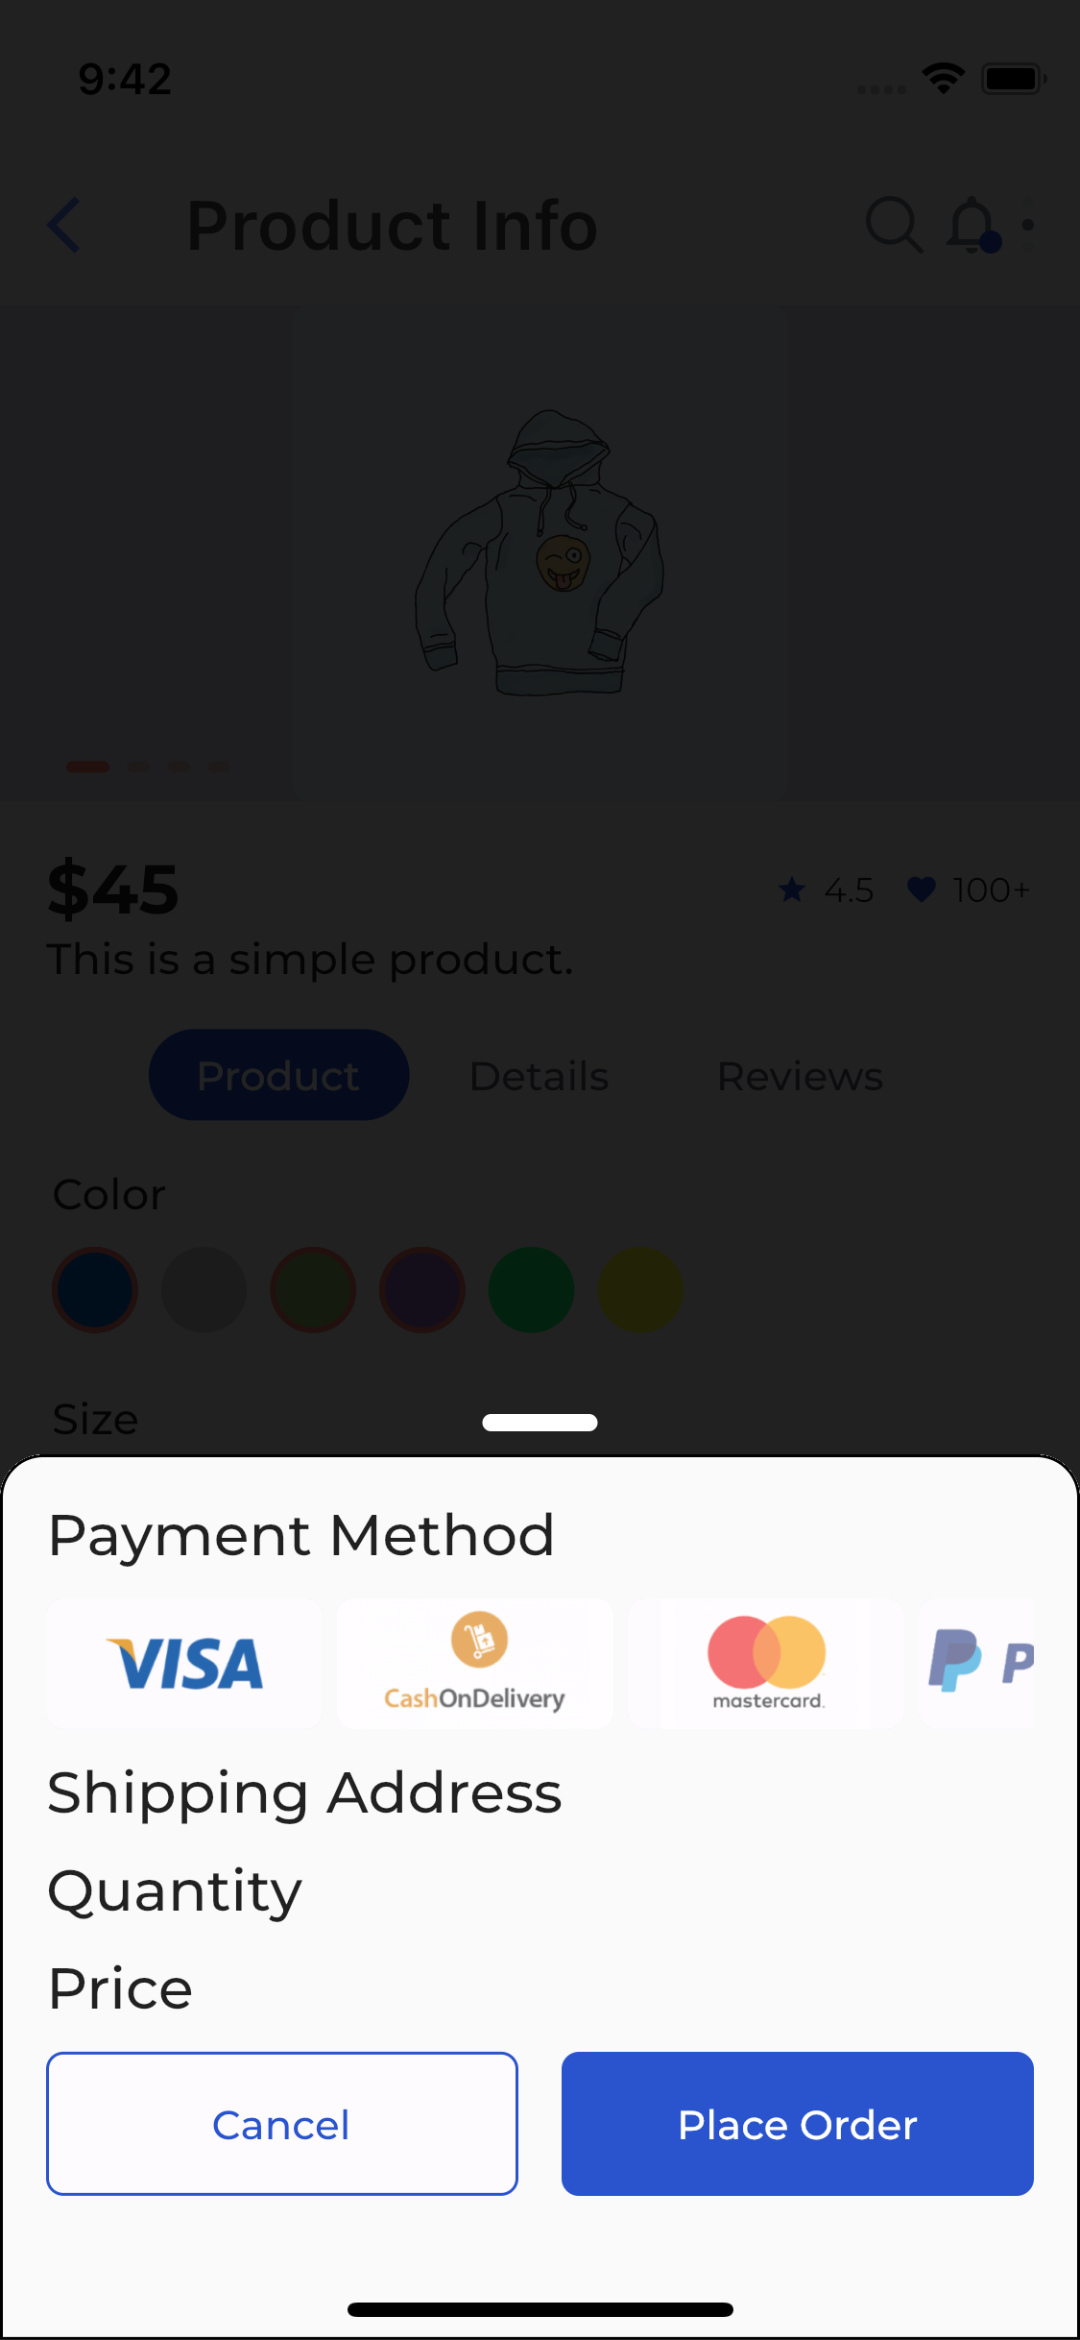 9:42
Product Info
$45
4.5 100+
This is a simple product.
Product Details Reviews
Color
Size
Payment Method
VISA
CashOnDelivery
mastercard.
P
Shipping Address
Quantity
Price
Cancel Place Order